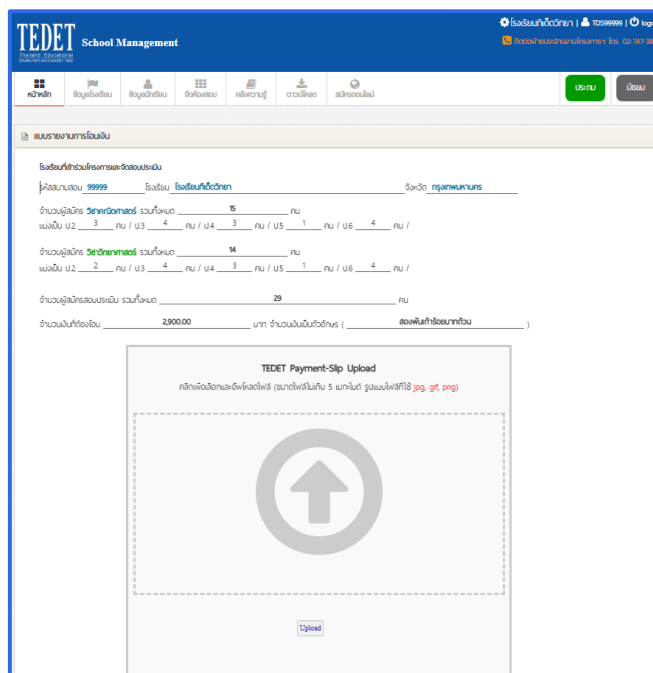 TEDET School Management
Thailand Educational
Development and Evaluation Tests
โรงเรียนทีเด็ตวิทยา | TDS99999 | logo
ติดต่อฝ่ายประสานงานโครงการฯ โทร. 02-747-38
หน้าหลัก ข้อมูลโรงเรียน ข้อมูลนักเรียน จัดห้องสอบ คลังความรู้ ดาวน์โหลด สมัครออนไลน์ ประถม มัธยม
แบบรายงานการโอนเงิน
โรงเรียนที่เข้าร่วมโครงการและจัดสอบประเมิน
รหัสสนามสอบ 99999 โรงเรียน โรงเรียนทีเด็ตวิทยา จังหวัด กรุงเทพมหานคร
จำนวนผู้สมัคร วิชาคณิตศาสตร์ รวมทั้งหมด 15 คน
แบ่งเป็น ป.2 3 คน / ป.3 4 คน / ป.4 3 คน / ป.5 1 คน / ป.6 4 คน /
จำนวนผู้สมัคร วิชาวิทยาศาสตร์ รวมทั้งหมด 14 คน
แบ่งเป็น ป.2 2 คน / ป.3 4 คน / ป.4 3 คน / ป.5 1 คน / ป.6 4 คน /
จำนวนผู้สมัครสอบประเมิน รวมทั้งหมด 29 คน
จำนวนเงินที่ต้องโอน 2,900.00 บาท จำนวนเงินเป็นตัวอักษร ( สองพันเก้าร้อยบาทถ้วน )
TEDET Payment-Slip Upload
คลิกเพื่อเลือกและอัพโหลดไฟล์ (ขนาดไฟล์ไม่เกิน 5 เมกะไบต์ รูปแบบไฟล์ที่ใช้ jpg, gif, png)
Upload